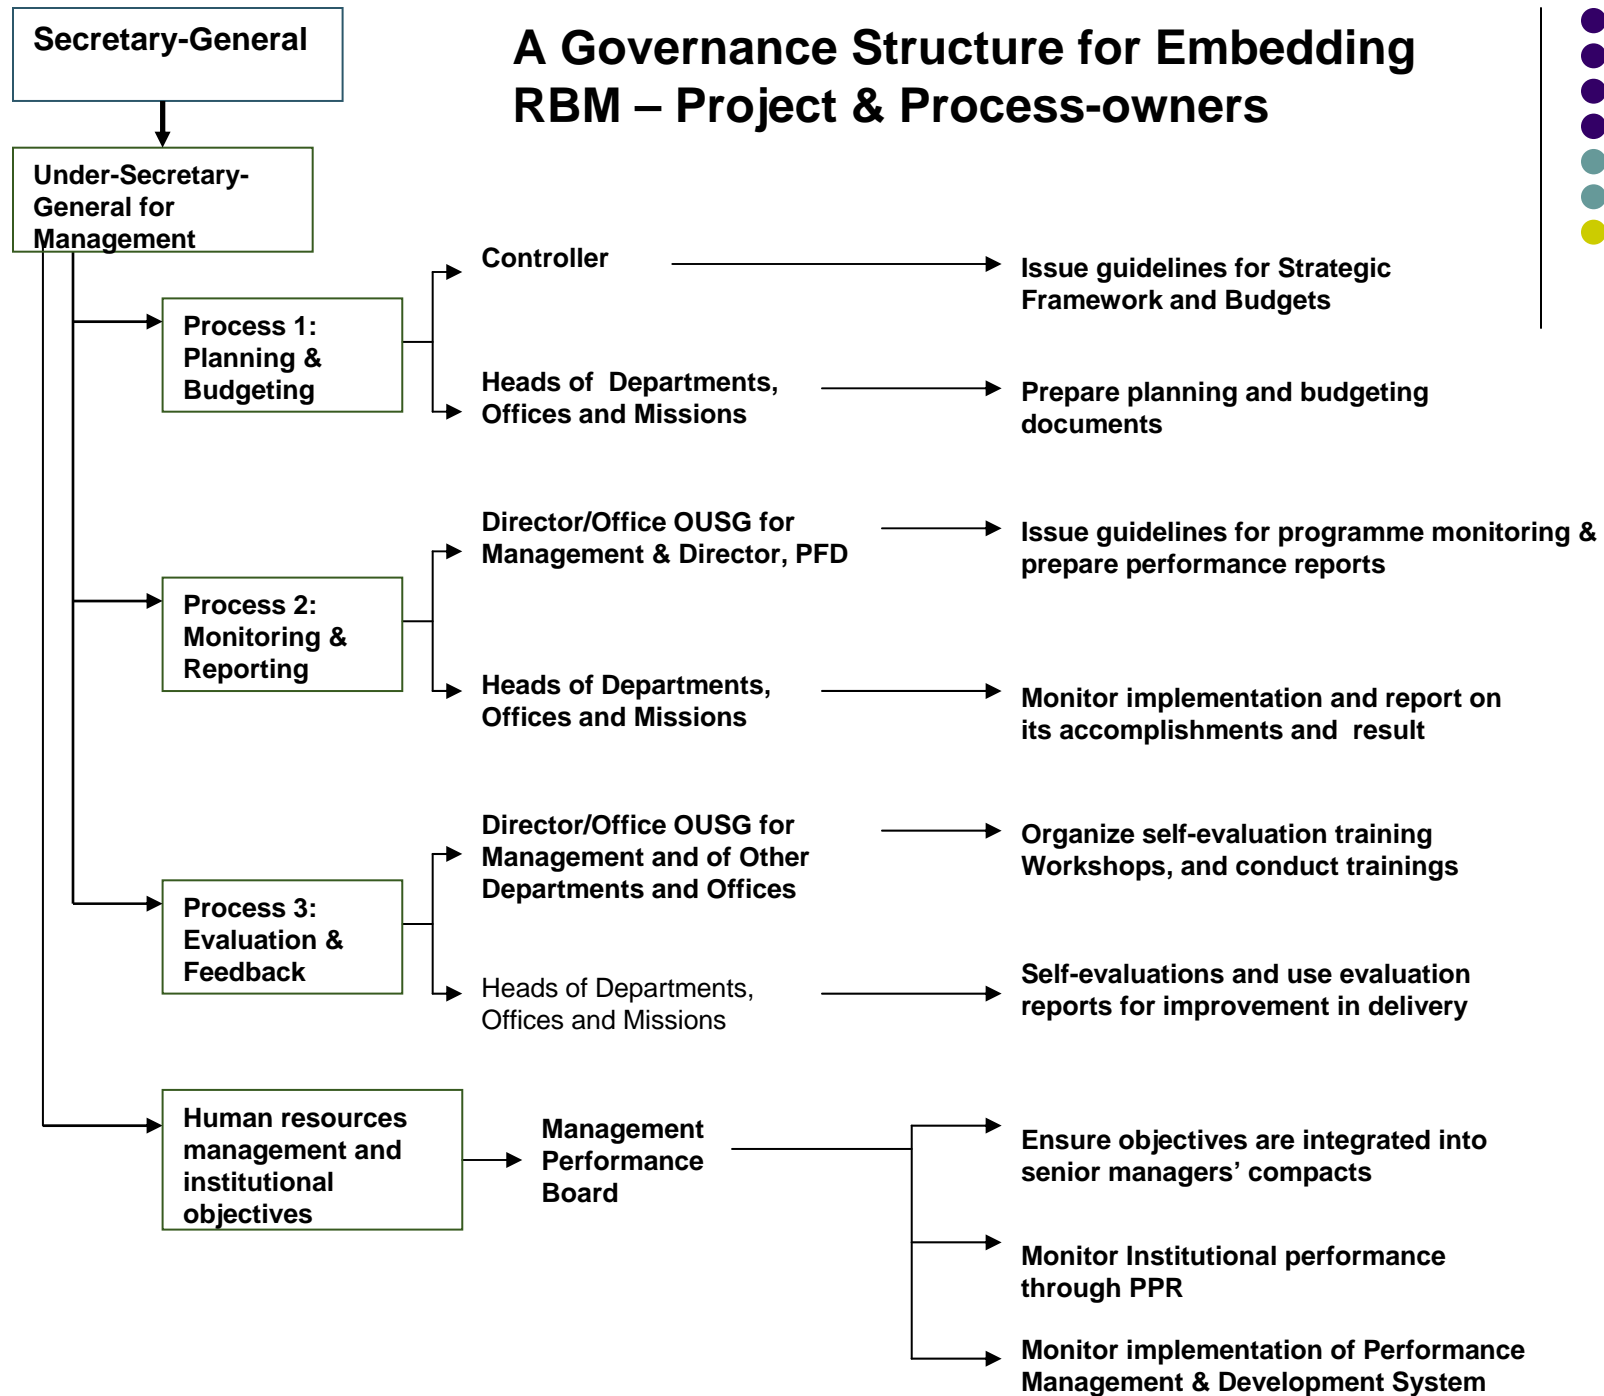 Secretary-General
A Governance Structure for Embedding
RBM – Project & Process-owners
Under-Secretary-
General for
Management
Controller
Issue guidelines for Strategic
Framework and Budgets
Process 1:
Planning &
Budgeting
Heads of Departments,
Offices and Missions
Prepare planning and budgeting
documents
Director/Office OUSG for
Management & Director, PFD
Issue guidelines for programme monitoring &
prepare performance reports
Process 2:
Monitoring &
Reporting
Heads of Departments,
Offices and Missions
Monitor implementation and report on
its accomplishments and result
Director/Office OUSG for
Management and of Other
Departments and Offices
Organize self-evaluation training
Workshops, and conduct trainings
Process 3:
Evaluation &
Feedback
Heads of Departments,
Offices and Missions
Self-evaluations and use evaluation
reports for improvement in delivery
Human resources
management and
institutional
objectives
Management
Performance
Board
Ensure objectives are integrated into
senior managers’ compacts
Monitor Institutional performance
through PPR
Monitor implementation of Performance
Management & Development System